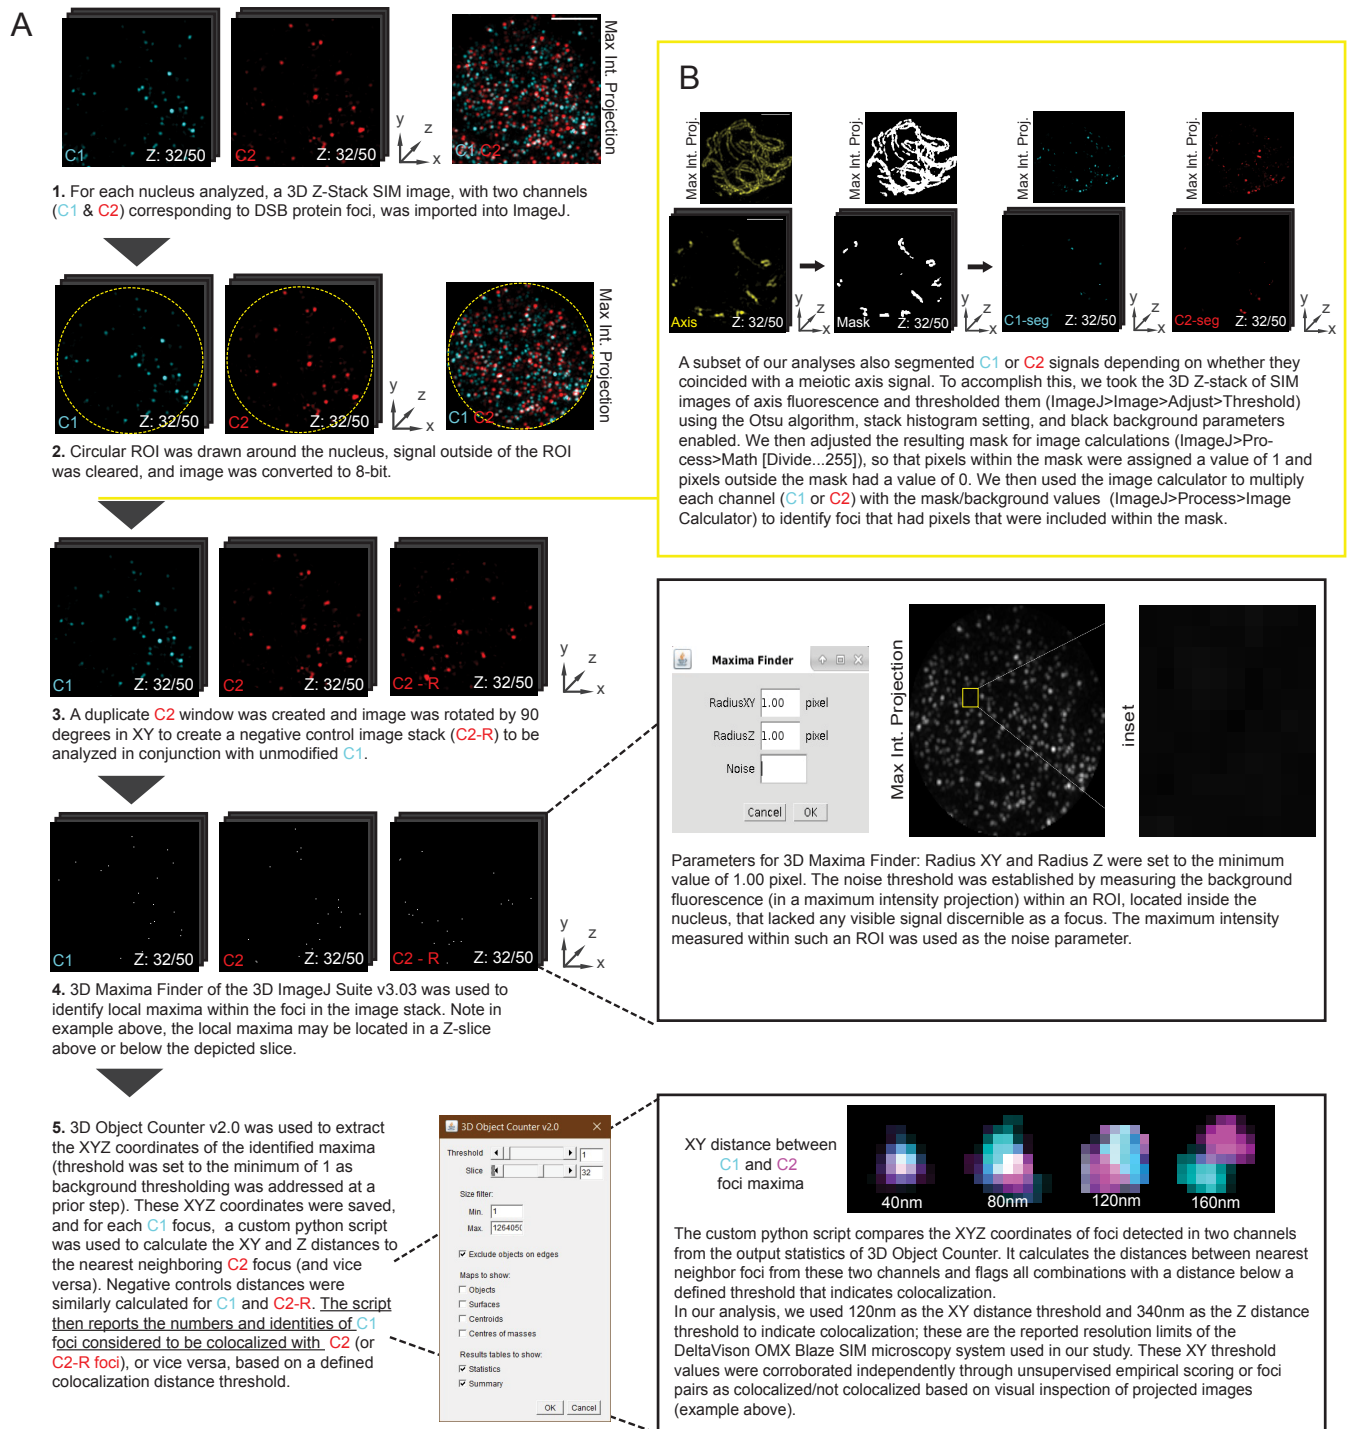 A
C1
Z: 32/50
C2
Z: 32/50
y
z
x
C1 C2
Max Int. Projection
1. For each nucleus analyzed, a 3D Z-Stack SIM image, with two channels
(C1 & C2) corresponding to DSB protein foci, was imported into ImageJ.
C1
Z: 32/50
C2
Z: 32/50
y
z
x
C1 C2
Max Int. Projection
2. Circular ROI was drawn around the nucleus, signal outside of the ROI
was cleared, and image was converted to 8-bit.
C1
Z: 32/50
C2
Z: 32/50
C2 - R
Z: 32/50
y
z
x
3. A duplicate C2 window was created and image was rotated by 90
degrees in XY to create a negative control image stack (C2-R) to be
analyzed in conjunction with unmodified C1.
C1
Z: 32/50
C2
Z: 32/50
C2 - R
Z: 32/50
y
z
x
4. 3D Maxima Finder of the 3D ImageJ Suite v3.03 was used to
identify local maxima within the foci in the image stack. Note in
example above, the local maxima may be located in a Z-slice
above or below the depicted slice.
5. 3D Object Counter v2.0 was used to extract
the XYZ coordinates of the identified maxima
(threshold was set to the minimum of 1 as
background thresholding was addressed at a
prior step). These XYZ coordinates were saved,
and for each C1 focus, a custom python script
was used to calculate the XY and Z distances to
the nearest neighboring C2 focus (and vice
versa). Negative controls distances were
similarly calculated for C1 and C2-R. The script
then reports the numbers and identities of C1
foci considered to be colocalized with C2 (or
C2-R foci), or vice versa, based on a defined
colocalization distance threshold.
3D Object Counter v2.0
Threshold
1
Slice
32
Size filter:
Min.
1
Max.
1264050
Exclude objects on edges
Maps to show:
Objects
Surfaces
Centroids
Centres of masses
Results tables to show:
Statistics
Summary
OK
Cancel
B
Max Int. Proj.
Max Int. Proj.
Max Int. Proj.
Max Int. Proj.
Axis
Z: 32/50
y
z
x
Mask
Z: 32/50
y
z
x
C1-seg
Z: 32/50
y
z
x
C2-seg
Z: 32/50
y
z
x
A subset of our analyses also segmented C1 or C2 signals depending on whether they
coincided with a meiotic axis signal. To accomplish this, we took the 3D Z-stack of SIM
images of axis fluorescence and thresholded them (ImageJ>Image>Adjust>Threshold)
using the Otsu algorithm, stack histogram setting, and black background parameters
enabled. We then adjusted the resulting mask for image calculations (ImageJ>Pro-
cess>Math [Divide...255]), so that pixels within the mask were assigned a value of 1 and
pixels outside the mask had a value of 0. We then used the image calculator to multiply
each channel (C1 or C2) with the mask/background values (ImageJ>Process>Image
Calculator) to identify foci that had pixels that were included within the mask.
Maxima Finder
RadiusXY
1.00
pixel
RadiusZ
1.00
pixel
Noise
Cancel
OK
Max Int. Projection
inset
Parameters for 3D Maxima Finder: Radius XY and Radius Z were set to the minimum
value of 1.00 pixel. The noise threshold was established by measuring the background
fluorescence (in a maximum intensity projection) within an ROI, located inside the
nucleus, that lacked any visible signal discernible as a focus. The maximum intensity
measured within such an ROI was used as the noise parameter.
XY distance between
C1 and C2
foci maxima
40nm
80nm
120nm
160nm
The custom python script compares the XYZ coordinates of foci detected in two channels
from the output statistics of 3D Object Counter. It calculates the distances between nearest
neighbor foci from these two channels and flags all combinations with a distance below a
defined threshold that indicates colocalization.
In our analysis, we used 120nm as the XY distance threshold and 340nm as the Z distance
threshold to indicate colocalization; these are the reported resolution limits of the
DeltaVison OMX Blaze SIM microscopy system used in our study. These XY threshold
values were corroborated independently through unsupervised empirical scoring or foci
pairs as colocalized/not colocalized based on visual inspection of projected images
(example above).